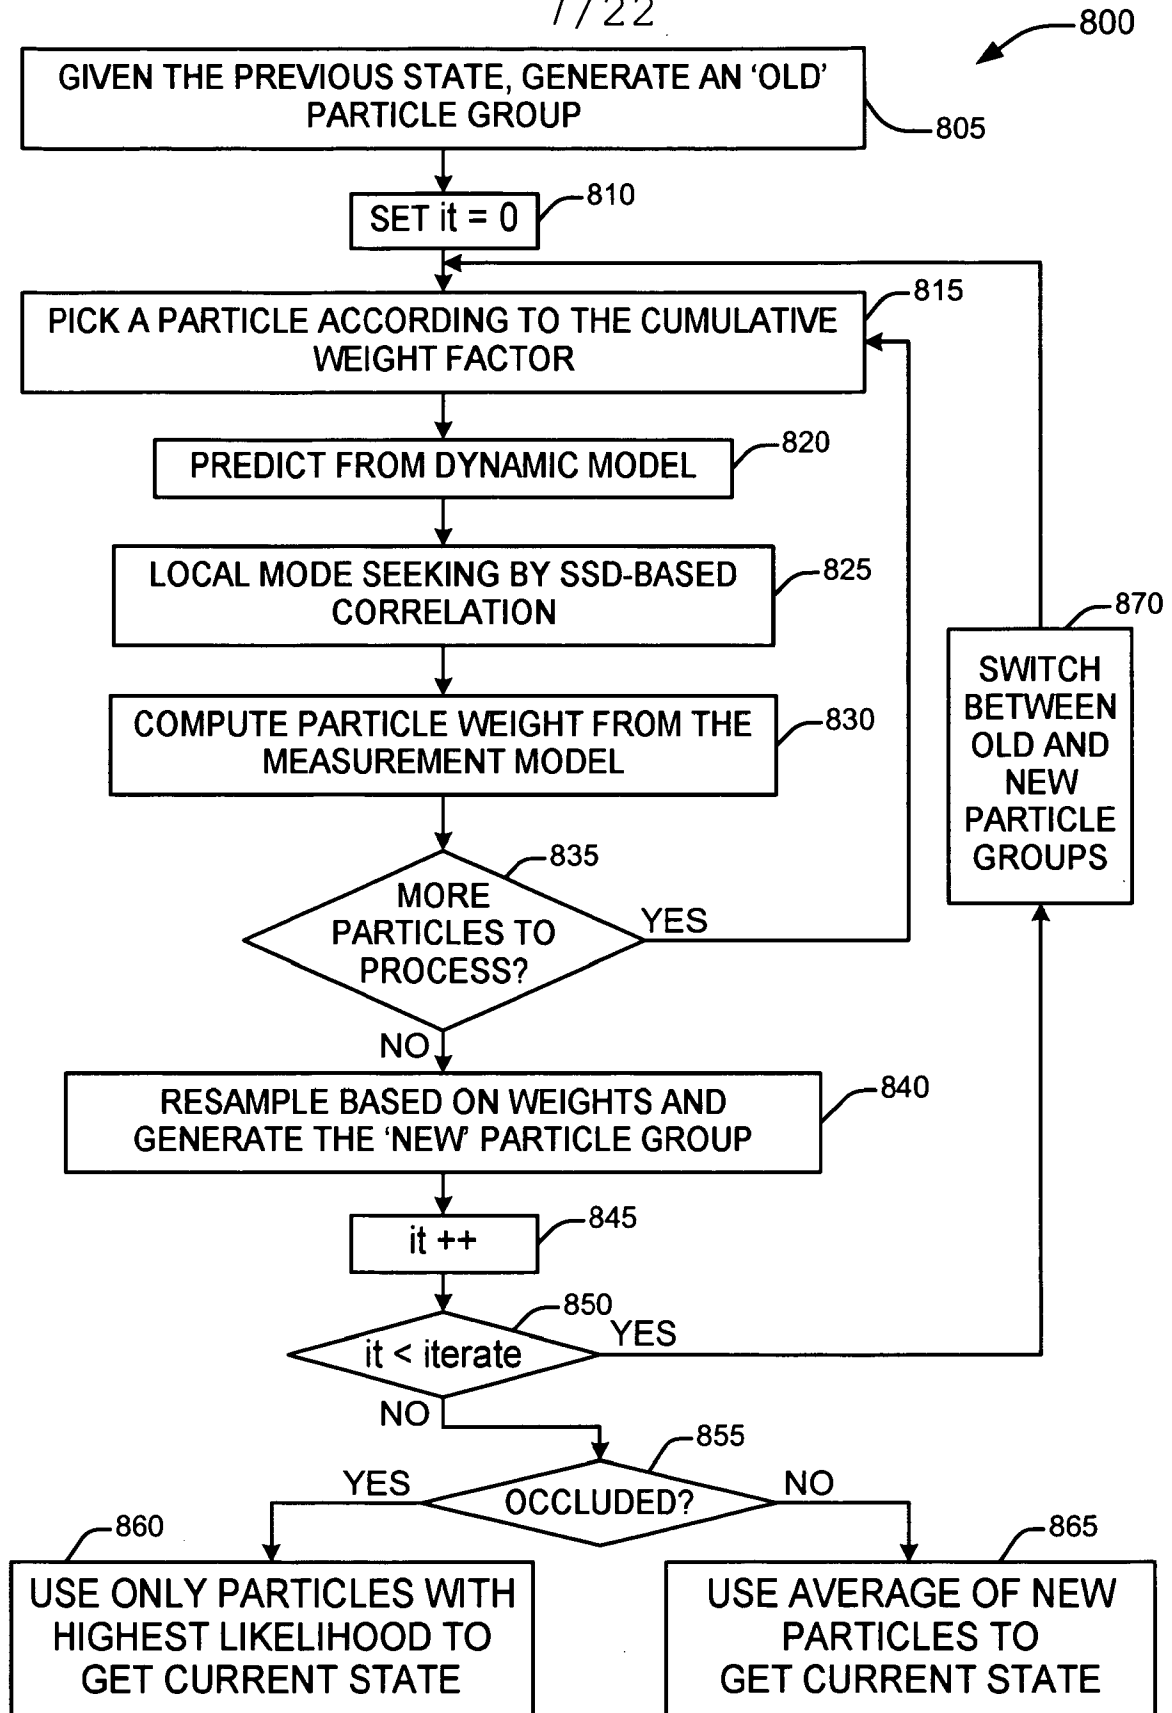 7/22
800
GIVEN THE PREVIOUS STATE, GENERATE AN ‘OLD’
PARTICLE GROUP
805
SET it = 0
810
PICK A PARTICLE ACCORDING TO THE CUMULATIVE
WEIGHT FACTOR
815
PREDICT FROM DYNAMIC MODEL
820
LOCAL MODE SEEKING BY SSD-BASED
CORRELATION
825
COMPUTE PARTICLE WEIGHT FROM THE
MEASUREMENT MODEL
830
MORE
PARTICLES TO
PROCESS?
835
YES
NO
RESAMPLE BASED ON WEIGHTS AND
GENERATE THE ‘NEW’ PARTICLE GROUP
840
it ++
845
it < iterate
850
YES
NO
870
SWITCH
BETWEEN
OLD AND
NEW
PARTICLE
GROUPS
OCCLUDED?
855
YES
NO
860
USE ONLY PARTICLES WITH
HIGHEST LIKELIHOOD TO
GET CURRENT STATE
865
USE AVERAGE OF NEW
PARTICLES TO
GET CURRENT STATE